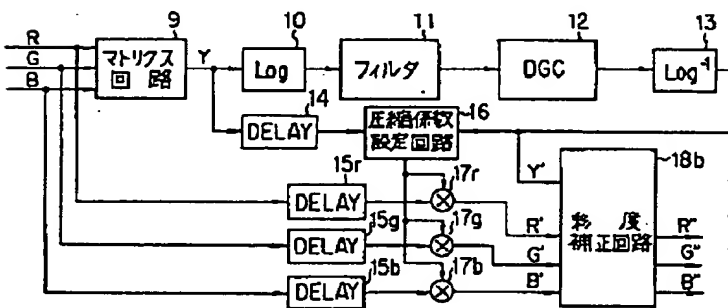 9
10
11
12
13
R
G
B
マトリクス
回路
Y
Log
フィルタ
DGC
Log⁻¹
14
DELAY
16
圧縮係数
設定回路
15r
DELAY
17r
18b
Y'
15g
DELAY
17g
R'
彩度
補正回路
R"
G'
G"
15b
DELAY
17b
B'
B"